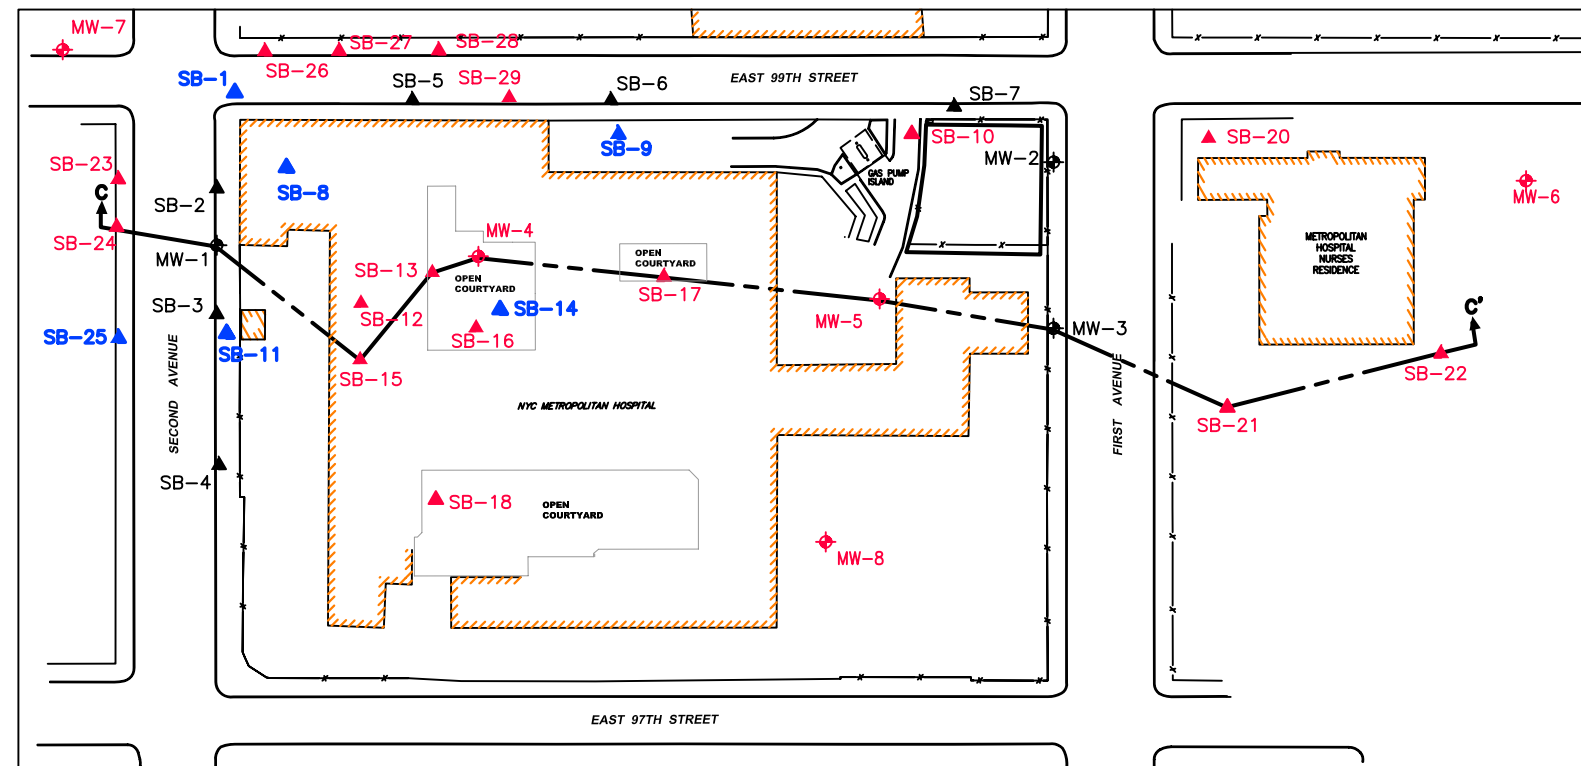 MW-7
SB-27
SB-28
SB-26
SB-1
SB-5
SB-29
SB-6
EAST 99TH STREET
SB-7
SB-23
SB-9
SB-10
MW-2
SB-20
C
SB-8
GAS PUMP
ISLAND
MW-6
SB-2
SB-24
MW-1
MW-4
OPEN
COURTYARD
METROPOLITAN
HOSPITAL
NURSES
RESIDENCE
SB-13
OPEN
COURTYARD
SB-17
SB-3
SB-12
SB-14
MW-5
C'
SB-25
SB-11
SB-16
MW-3
SB-15
SB-22
SECOND AVENUE
NYC METROPOLITAN HOSPITAL
FIRST AVENUE
SB-21
SB-4
SB-18
OPEN
COURTYARD
MW-8
EAST 97TH STREET